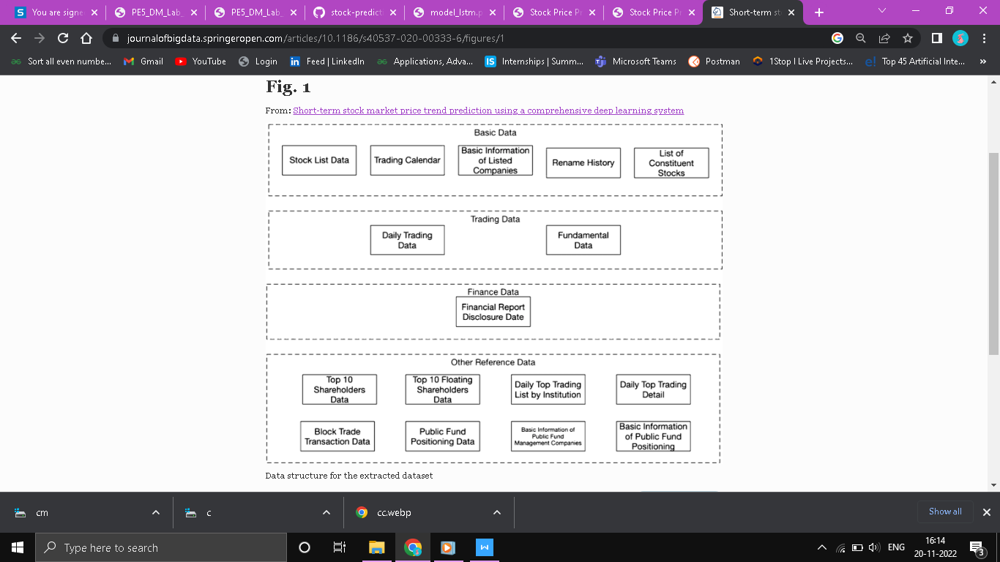 You are signe
PE5_DM_Lab_
PE5_DM_Lab_
stock-predict
model_lstm.p
Stock Price Pr
Stock Price Pr
Short-term st
journalofbigdata.springeropen.com/articles/10.1186/s40537-020-00333-6/figures/1
Sort all even numbe...
Gmail
YouTube
Login
Feed | LinkedIn
Applications, Adva...
IS Internships | Summ...
Microsoft Teams
Postman
1Stop I Live Projects...
e! Top 45 Artificial Inte...
Fig. 1
From: Short-term stock market price trend prediction using a comprehensive deep learning system
Basic Data
Stock List Data
Trading Calendar
Basic Information
of Listed
Companies
Rename History
List of
Constituent
Stocks
Trading Data
Daily Trading
Data
Fundamental
Data
Finance Data
Financial Report
Disclosure Date
Other Reference Data
Top 10
Shareholders
Data
Top 10 Floating
Shareholders
Data
Daily Top Trading
List by Institution
Daily Top Trading
Detail
Block Trade
Transaction Data
Public Fund
Positioning Data
Basic Information of
Public Fund
Management Companies
Basic Information
of Public Fund
Positioning
Data structure for the extracted dataset
cm
c
cc.webp
Show all
Type here to search
ENG
16:14
20-11-2022
3